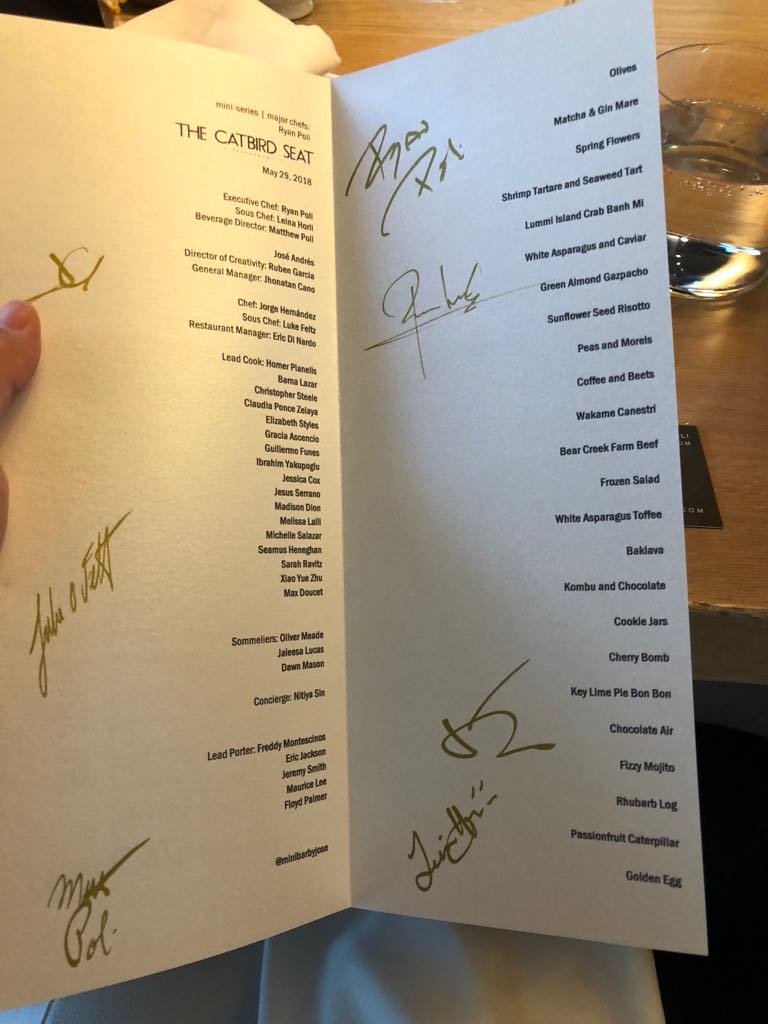 mini-series | major chefs:
Ryan Poli
THE CATBIRD SEAT
May 29, 2018
Executive Chef: Ryan Poli
Sous Chef: Leina Horii
Beverage Director: Matthew Poli
José Andrés
Director of Creativity: Ruben Garcia
General Manager: Jhonatan Cano
Chef: Jorge Hernández
Sous Chef: Luke Feltz
Restaurant Manager: Eric Di Nardo
Lead Cook: Homer Planells
Barna Lazar
Christopher Steele
Claudia Ponce Zelaya
Elizabeth Styles
Gracia Ascencio
Guillermo Funes
Ibrahim Yakupoglu
Jessica Cox
Jesus Serrano
Madison Dion
Melissa Lalli
Michelle Salazar
Seamus Heneghan
Sarah Ravitz
Xiao Yue Zhu
Max Doucet
Sommeliers: Oliver Meade
Jaleesa Lucas
Dawn Mason
Concierge: Nitiya Sin
Lead Porter: Freddy Montescinos
Eric Jackson
Jeremy Smith
Maurice Lee
Floyd Palmer
@minibarbyjose
Poli
Ryan
Poli
Olives
Matcha & Gin Mare
Spring Flowers
Shrimp Tartare and Seaweed Tart
Lummi Island Crab Banh Mi
White Asparagus and Caviar
Green Almond Gazpacho
Sunflower Seed Risotto
Peas and Morels
Coffee and Beets
Wakame Canestri
Bear Creek Farm Beef
Frozen Salad
White Asparagus Toffee
Baklava
Kombu and Chocolate
Cookie Jars
Cherry Bomb
Key Lime Pie Bon Bon
Chocolate Air
Fizzy Mojito
Rhubarb Log
Passionfruit Caterpillar
Golden Egg